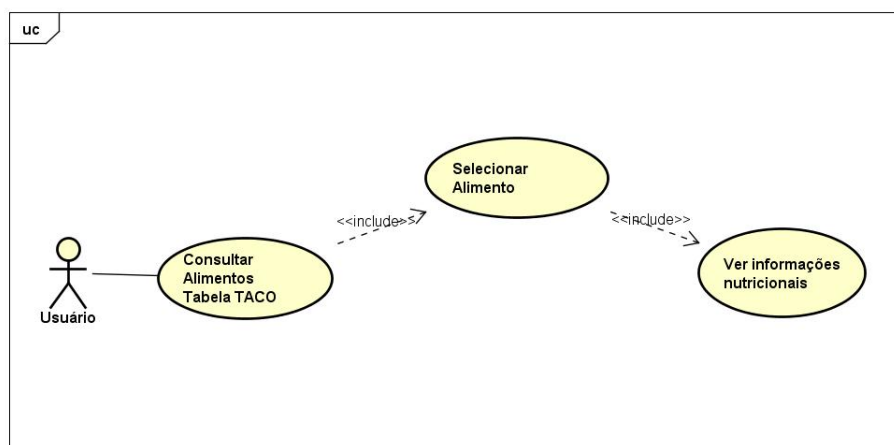 uc
Selecionar
Alimento
<<include>>
<<include>>
Consultar
Alimentos
Tabela TACO
Ver informações
nutricionais
Usuário